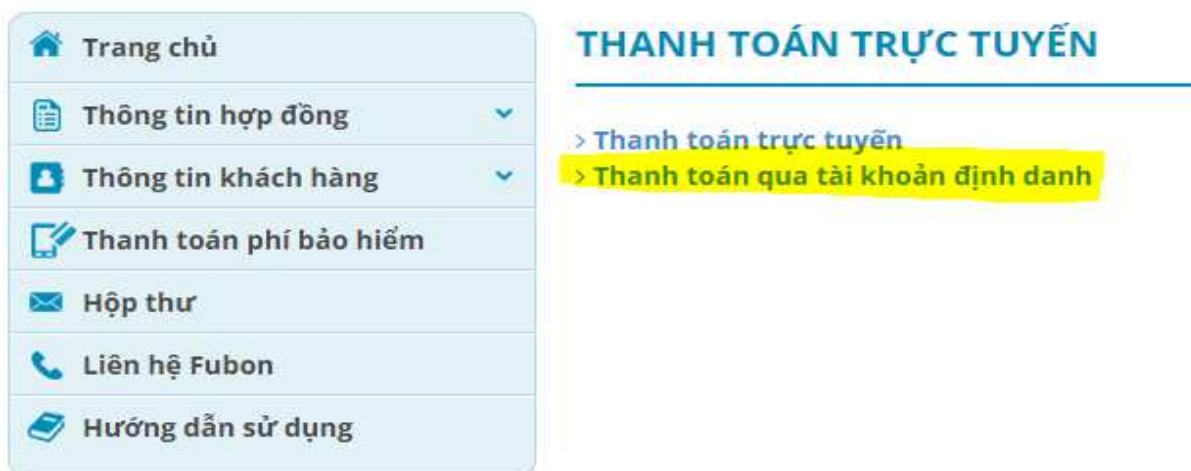 Trang chủ
Thông tin hợp đồng
Thông tin khách hàng
Thanh toán phí bảo hiểm
Hộp thư
Liên hệ Fubon
Hướng dẫn sử dụng
THANH TOÁN TRỰC TUYẾN
> Thanh toán trực tuyến
> Thanh toán qua tài khoản định danh